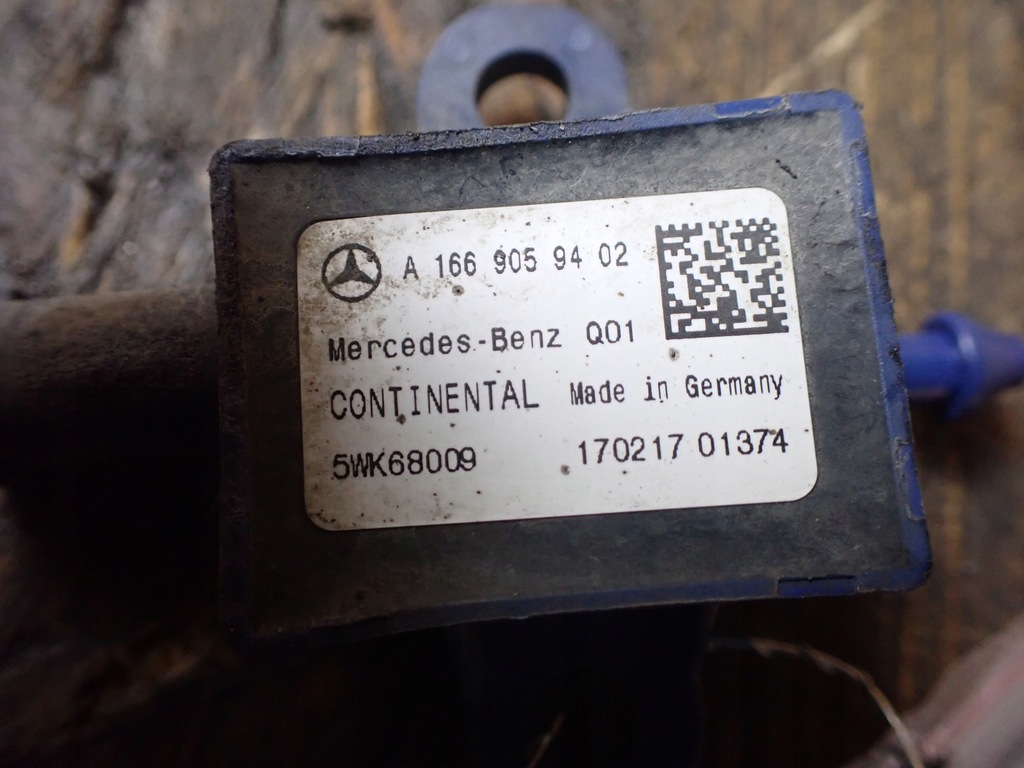 A 166 905 94 02
Mercedes-Benz Q01
CONTINENTAL Made in Germany
5WK68009 170217 01374